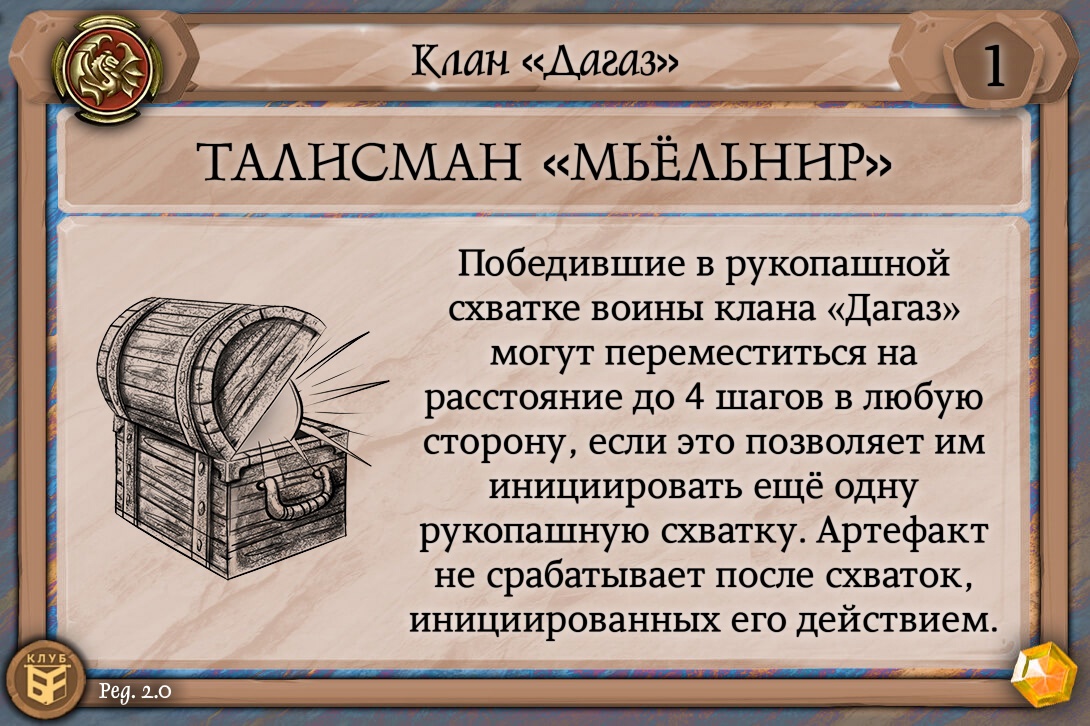 Клан «Дагаз»
1
ТАЛИСМАН «МЬЁЛЬНИР»
Победившие в рукопашной
схватке воины клана «Дагаз»
могут переместиться на
расстояние до 4 шагов в любую
сторону, если это позволяет им
инициировать ещё одну
рукопашную схватку. Артефакт
не срабатывает после схваток,
инициированных его действием.
КЛУБ
Ред. 2.0